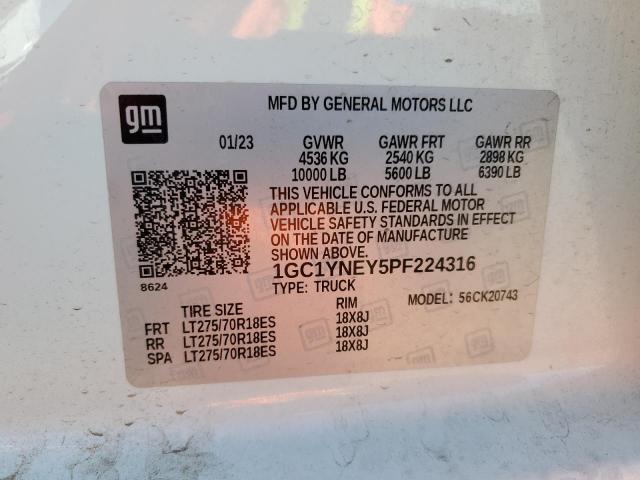 gm
MFD BY GENERAL MOTORS LLC
01/23 GVWR GAWR FRT GAWR RR
4536 KG 2540 KG 2898 KG
10000 LB 5600 LB 6390 LB
THIS VEHICLE CONFORMS TO ALL
APPLICABLE U.S. FEDERAL MOTOR
VEHICLE SAFETY STANDARDS IN EFFECT
ON THE DATE OF MANUFACTURE
SHOWN ABOVE.
8624
1GC1YNEY5PF224316
TYPE: TRUCK MODEL: 56CK20743
TIRE SIZE RIM
FRT LT275/70R18ES 18X8J
RR LT275/70R18ES 18X8J
SPA LT275/70R18ES 18X8J